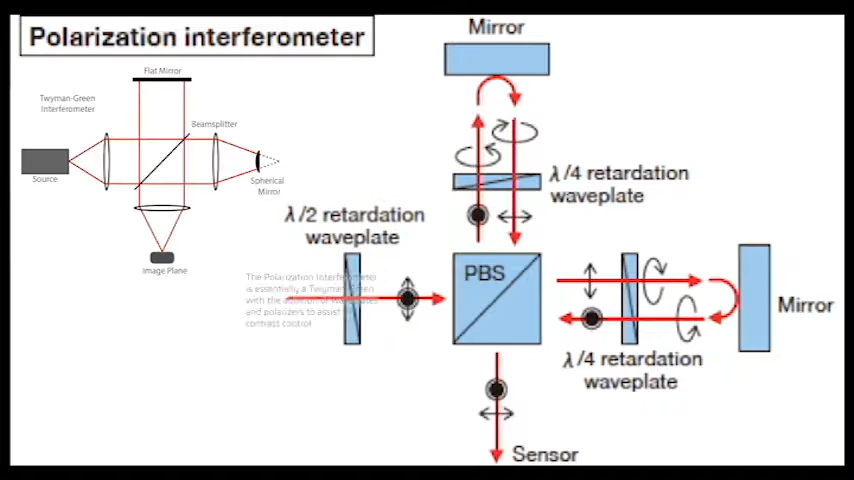 Polarization interferometer
Flat Mirror
Twyman-Green
Interferometer
Beamsplitter
Source
Spherical
Mirror
Image Plane
Mirror
λ/4 retardation
waveplate
λ/2 retardation
waveplate
PBS
The Polarization Interferometer
is essentially a Twyman Green
with the addition of waveplates
and polarizers to assist in
contrast control
Mirror
λ/4 retardation
waveplate
Sensor